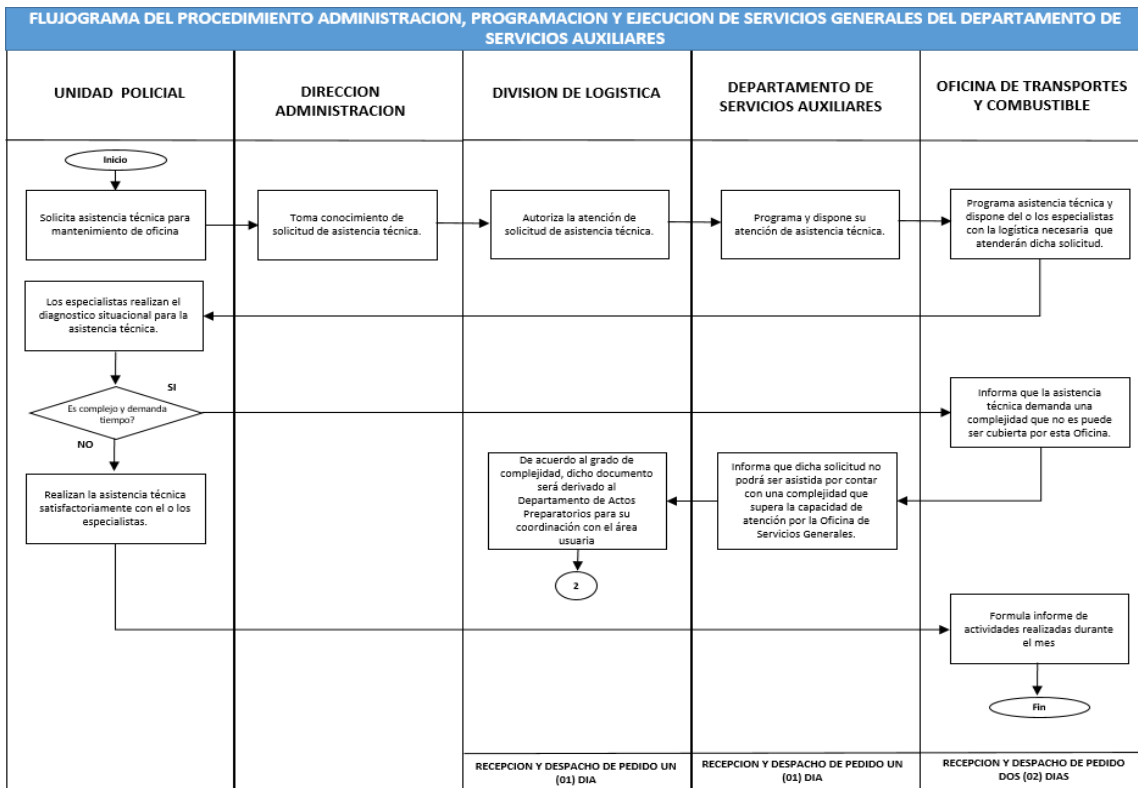 FLUJOGRAMA DEL PROCEDIMIENTO ADMINISTRACION, PROGRAMACION Y EJECUCION DE SERVICIOS GENERALES DEL DEPARTAMENTO DE
SERVICIOS AUXILIARES
UNIDAD POLICIAL
DIRECCION
ADMINISTRACION
DIVISION DE LOGISTICA
DEPARTAMENTO DE
SERVICIOS AUXILIARES
OFICINA DE TRANSPORTES
Y COMBUSTIBLE
Inicio
Solicita asistencia técnica para
mantenimiento de oficina
Toma conocimiento de
solicitud de asistencia técnica.
Autoriza la atención de
solicitud de asistencia técnica.
Programa y dispone su
atención de asistencia técnica.
Programa asistencia técnica y
dispone del o los especialistas
con la logística necesaria que
atenderán dicha solicitud.
Los especialistas realizan el
diagnostico situacional para la
asistencia técnica.
SI
Es complejo y demanda
tiempo?
NO
Informa que la asistencia
técnica demanda una
complejidad que no es puede
ser cubierta por esta Oficina.
De acuerdo al grado de
complejidad, dicho documento
será derivado al
Departamento de Actos
Preparatorios para su
coordinación con el área
usuaria
Informa que dicha solicitud no
podrá ser asistida por contar
con una complejidad que
supera la capacidad de
atención por la Oficina de
Servicios Generales.
Realizan la asistencia técnica
satisfactoriamente con el o los
especialistas.
2
Formula informe de
actividades realizadas durante
el mes
Fin
RECEPCION Y DESPACHO DE PEDIDO UN
(01) DIA
RECEPCION Y DESPACHO DE PEDIDO UN
(01) DIA
RECEPCION Y DESPACHO DE PEDIDO
DOS (02) DIAS